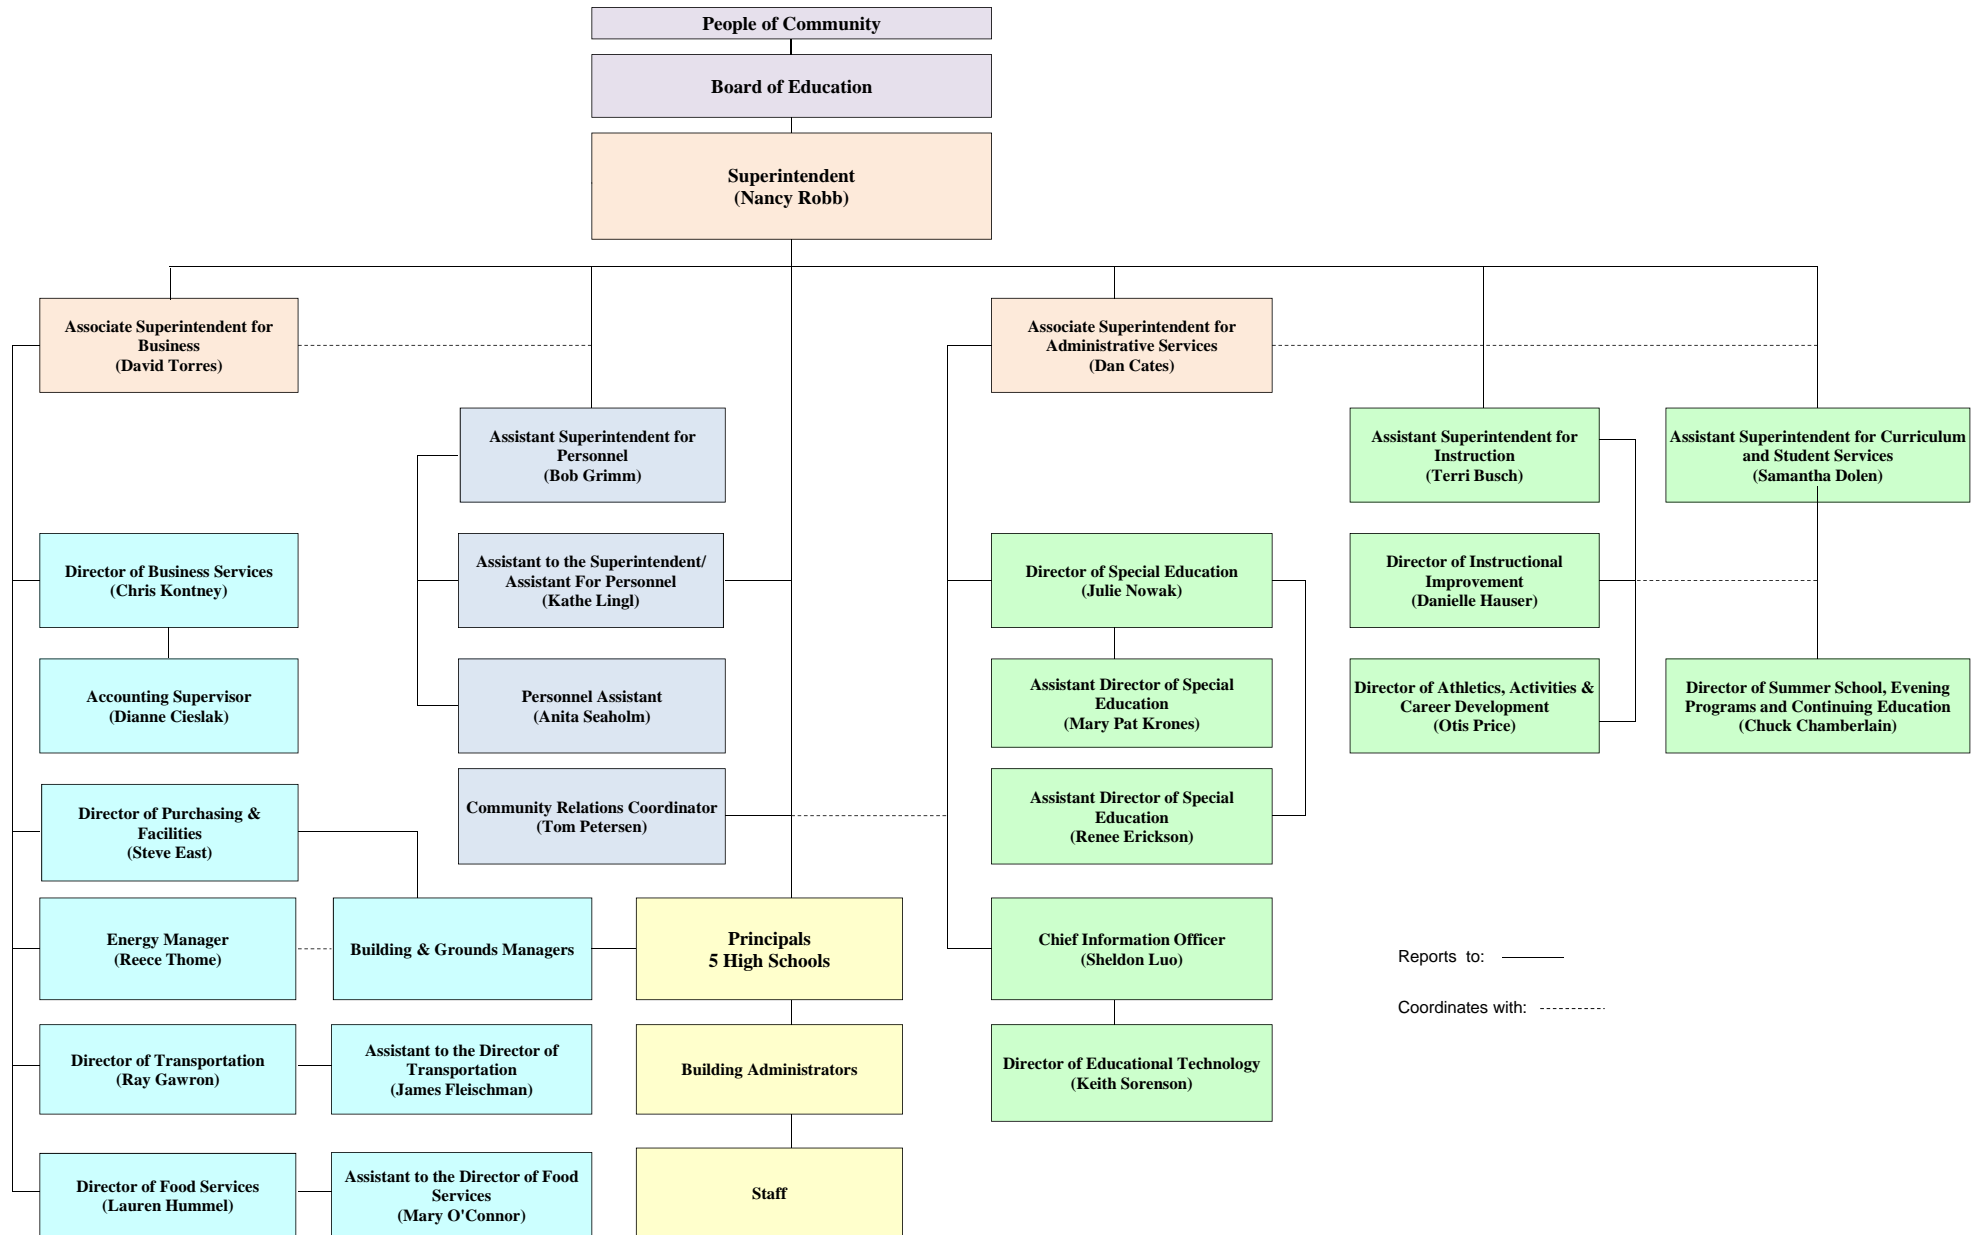 People of Community
Board of Education
Superintendent
(Nancy Robb)
Associate Superintendent for
Business
(David Torres)
Associate Superintendent for
Administrative Services
(Dan Cates)
Assistant Superintendent for
Personnel
(Bob Grimm)
Assistant Superintendent for
Instruction
(Terri Busch)
Assistant Superintendent for Curriculum
and Student Services
(Samantha Dolen)
Director of Business Services
(Chris Kontney)
Assistant to the Superintendent/
Assistant For Personnel
(Kathe Lingl)
Director of Special Education
(Julie Nowak)
Director of Instructional
Improvement
(Danielle Hauser)
Accounting Supervisor
(Dianne Cieslak)
Personnel Assistant
(Anita Seaholm)
Assistant Director of Special
Education
(Mary Pat Krones)
Director of Athletics, Activities &
Career Development
(Otis Price)
Director of Summer School, Evening
Programs and Continuing Education
(Chuck Chamberlain)
Director of Purchasing &
Facilities
(Steve East)
Community Relations Coordinator
(Tom Petersen)
Assistant Director of Special
Education
(Renee Erickson)
Energy Manager
(Reece Thome)
Building & Grounds Managers
Principals
5 High Schools
Chief Information Officer
(Sheldon Luo)
Reports to:
Coordinates with:
Director of Transportation
(Ray Gawron)
Assistant to the Director of
Transportation
(James Fleischman)
Building Administrators
Director of Educational Technology
(Keith Sorenson)
Director of Food Services
(Lauren Hummel)
Assistant to the Director of Food
Services
(Mary O'Connor)
Staff